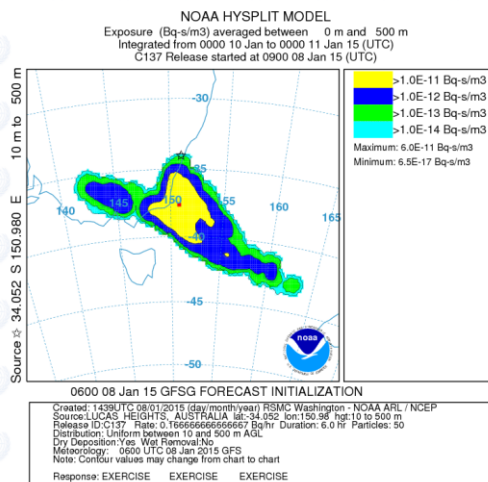 NOAA HYSPLIT MODEL
Exposure (Bq-s/m3) averaged between 0 m and 500 m
Integrated from 0000 10 Jan to 0000 11 Jan 15 (UTC)
C137 Release started at 0900 08 Jan 15 (UTC)
Source ☆ 34.052 S 150.980 E 10 m to 500 m
-30
-35
140
145
150
155
160
165
-40
-45
-50
noaa
>1.0E-11 Bq-s/m3
>1.0E-12 Bq-s/m3
>1.0E-13 Bq-s/m3
>1.0E-14 Bq-s/m3
Maximum: 6.0E-11 Bq-s/m3
Minimum: 6.5E-17 Bq-s/m3
0600 08 Jan 15 GFSG FORECAST INITIALIZATION
Created: 1439UTC 08/01/2015 (day/month/year) RSMC Washington - NOAA ARL / NCEP
Source:LUCAS HEIGHTS, AUSTRALIA lat:-34.052 lon:150.98 hgt:10 to 500 m
Release ID:C137 Rate: 0.166666666666667 Bq/hr Duration: 6.0 hr Particles: 50
Distribution: Uniform between 10 and 500 m AGL
Dry Deposition:Yes Wet Removal:No
Meteorology: 0600 UTC 08 Jan 2015 GFS
Note: Contour values may change from chart to chart
Response: EXERCISE EXERCISE EXERCISE